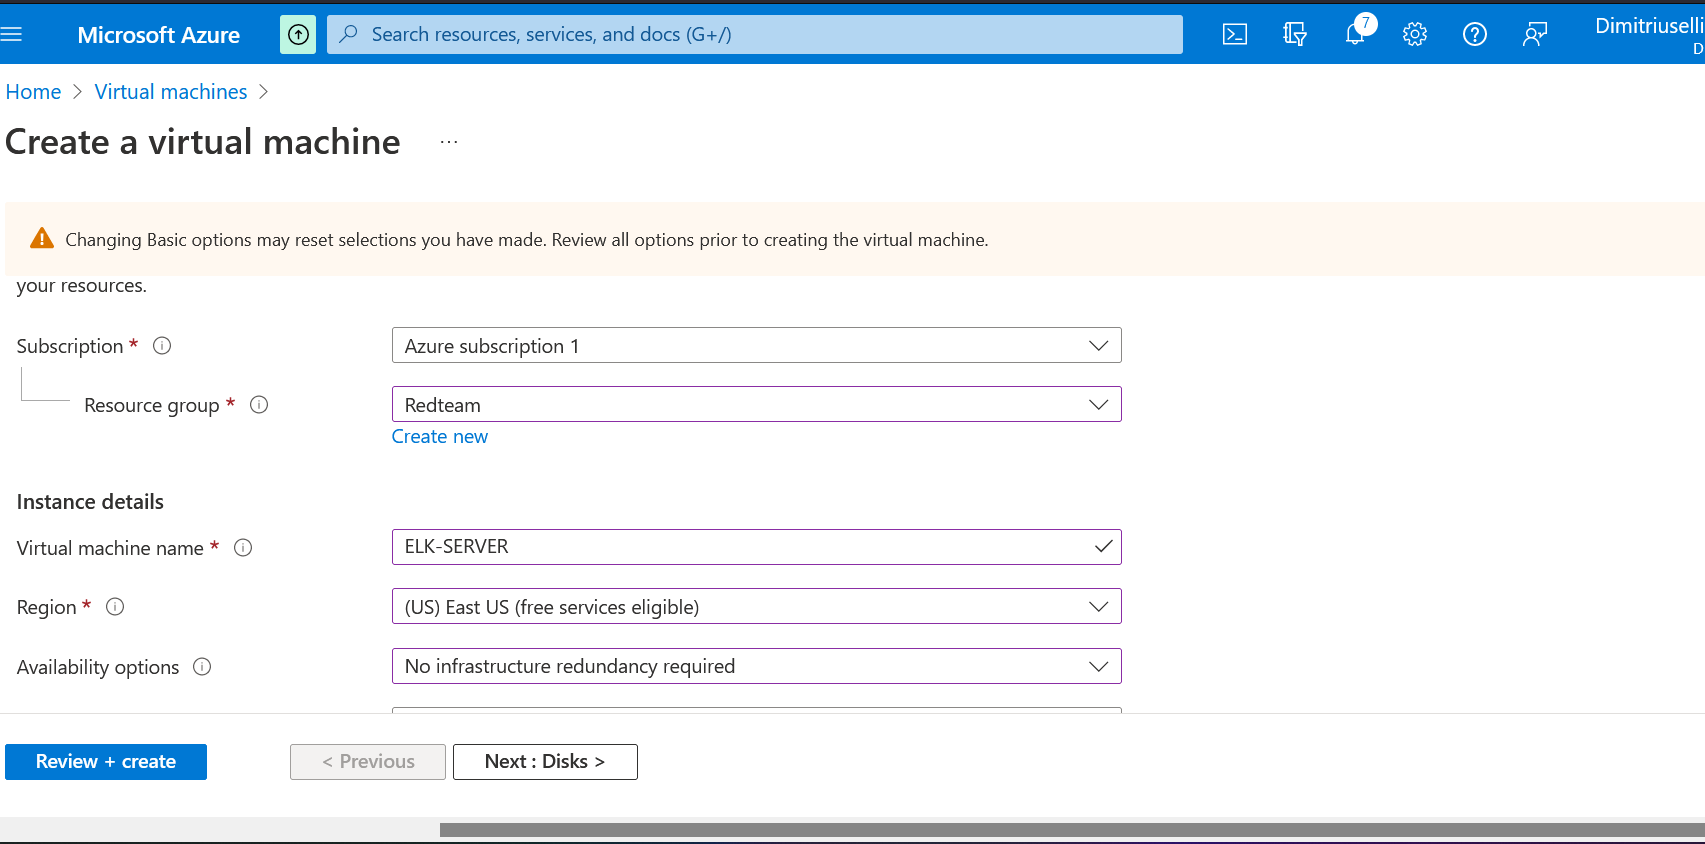 Microsoft Azure
Search resources, services, and docs (G+/)
7
Dimitriuselli
D
Home > Virtual machines >
Create a virtual machine ...
Changing Basic options may reset selections you have made. Review all options prior to creating the virtual machine.
your resources.
Subscription * Azure subscription 1
Resource group * Redteam
Create new
Instance details
Virtual machine name * ELK-SERVER
Region * (US) East US (free services eligible)
Availability options No infrastructure redundancy required
Review + create < Previous Next : Disks >